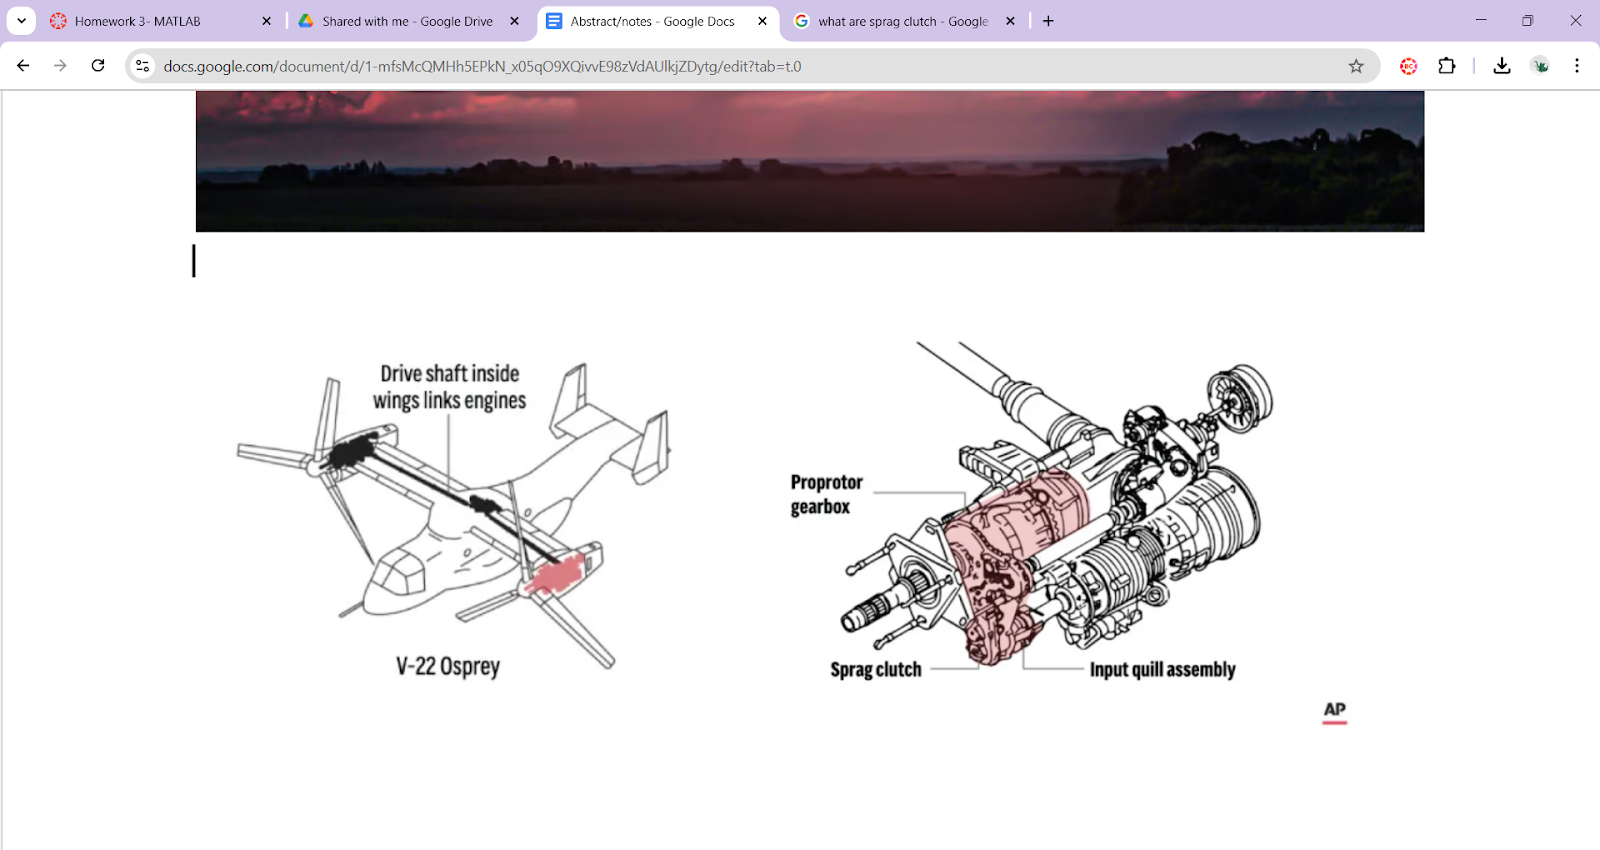 Homework 3- MATLAB
Shared with me - Google Drive
Abstract/notes - Google Docs
what are sprag clutch - Google
docs.google.com/document/d/1-mfsMcQMHh5EPkN_x05qO9XQivvE98zVdAUlkjZDytg/edit?tab=t.0
Drive shaft inside
wings links engines
V-22 Osprey
Proprotor
gearbox
Sprag clutch
Input quill assembly
AP